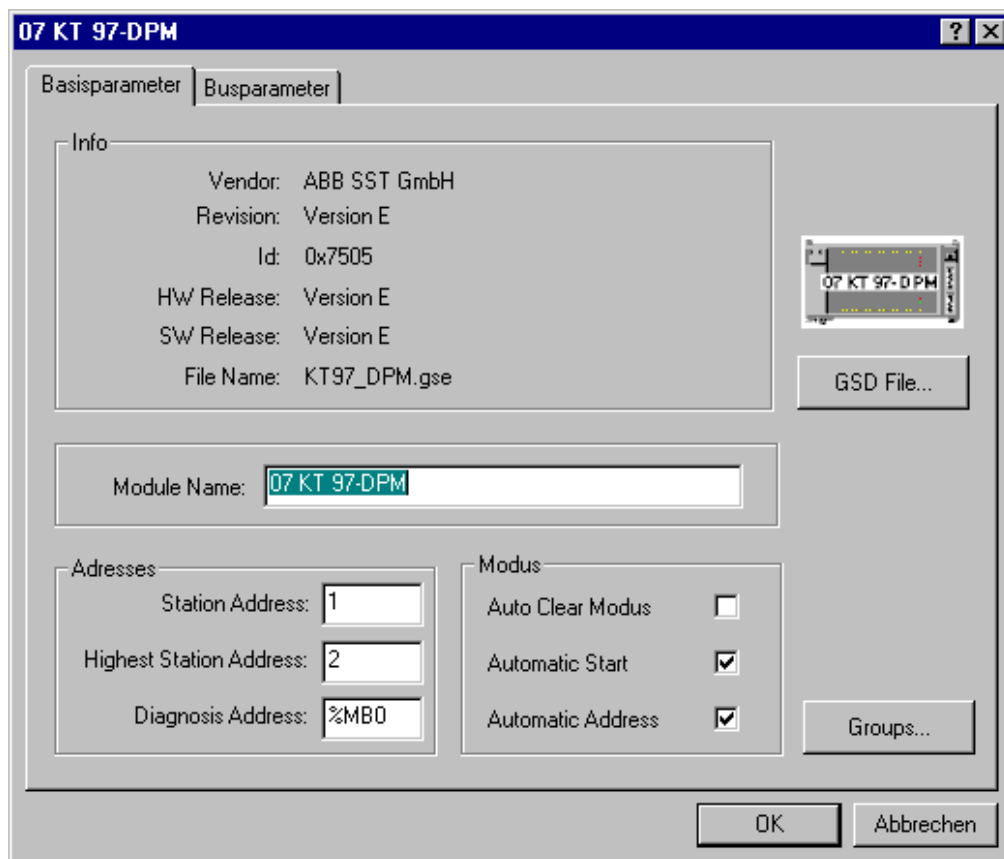 07 KT 97-DPM
Basisparameter
Busparameter
Info
Vendor: ABB SST GmbH
Revision: Version E
Id: 0x7505
HW Release: Version E
SW Release: Version E
File Name: KT97_DPM.gse
07 KT 97-DPM
GSD File...
Module Name: 07 KT 97-DPM
Adresses
Station Address: 1
Highest Station Address: 2
Diagnosis Address: %MB0
Modus
Auto Clear Modus
Automatic Start
Automatic Address
Groups...
OK
Abbrechen